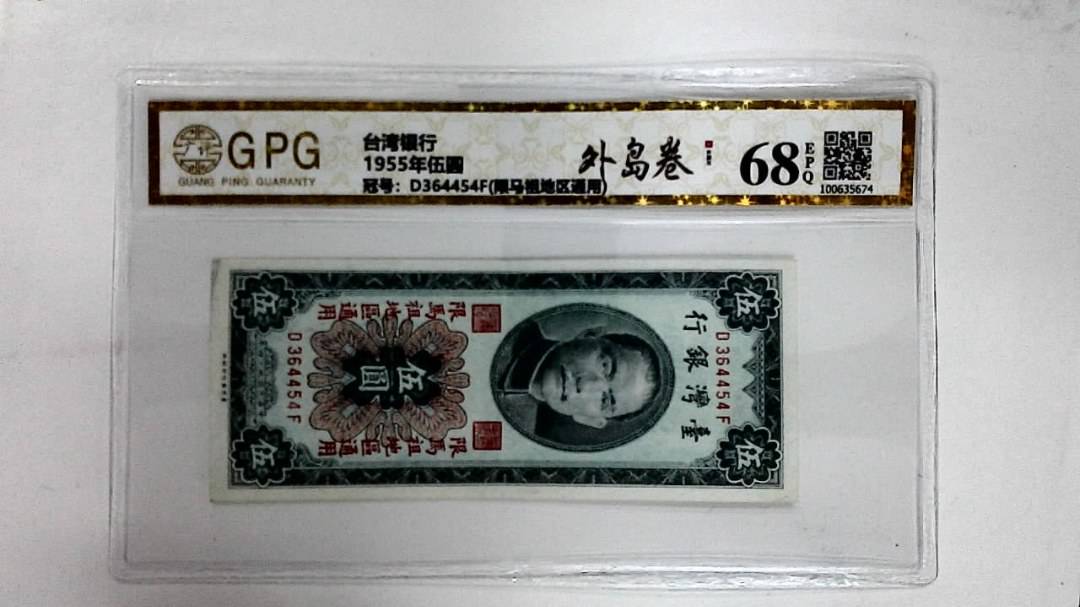 GPG
GUANG PING GUARANTY
台湾银行
1955年伍圆
冠号：D364454F(限马祖地区通用)
外岛卷
68
EPQ
100635674
臺灣銀行
D364454F
伍
伍
伍
伍
伍圓
限馬祖地區通用
限馬祖地區通用
D364454F